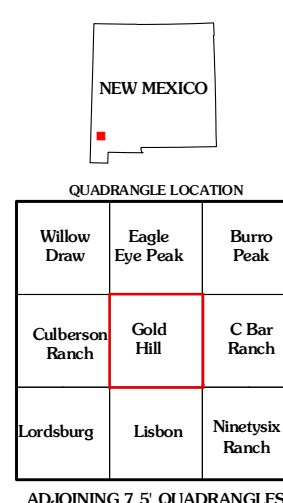 NEW MEXICO
QUADRANGLE LOCATION
Willow
Draw
Eagle
Eye Peak
Burro
Peak
Culberson
Ranch
Gold
Hill
C Bar
Ranch
Lordsburg
Lisbon
Ninetysix
Ranch
ADJOINING 7.5' QUADRANGLES